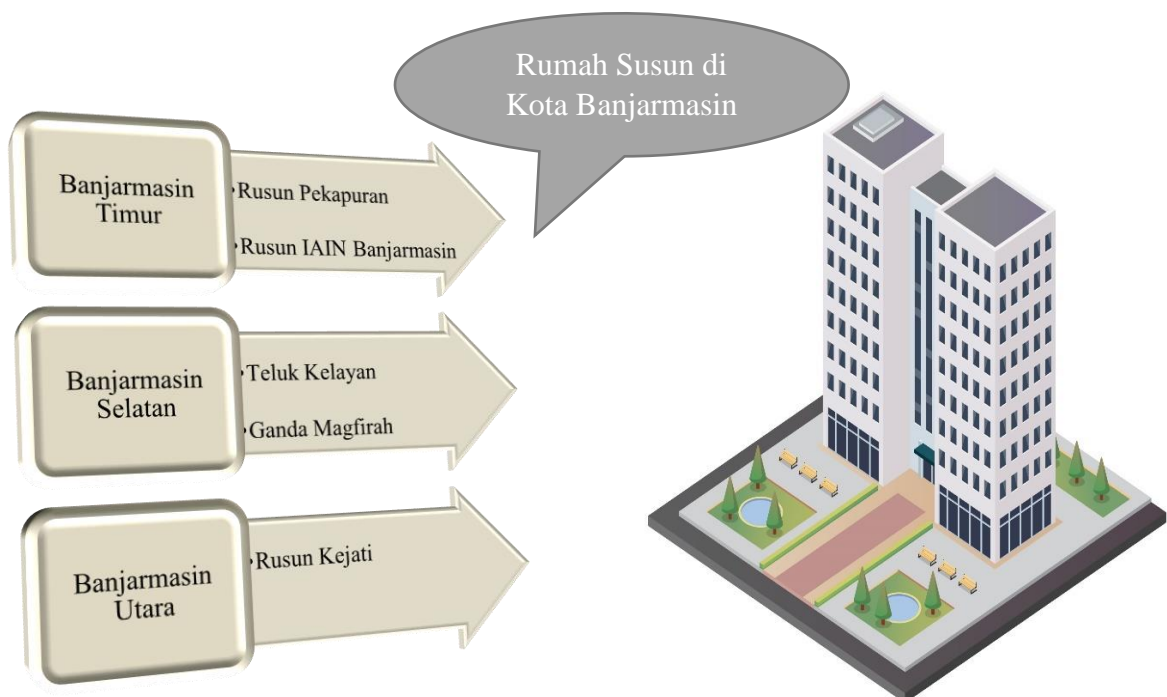 Rumah Susun di
Kota Banjarmasin
Banjarmasin
Timur
•Rusun Pekapuran
•Rusun IAIN Banjarmasin
Banjarmasin
Selatan
•Teluk Kelayan
•Ganda Magfirah
Banjarmasin
Utara
•Rusun Kejati